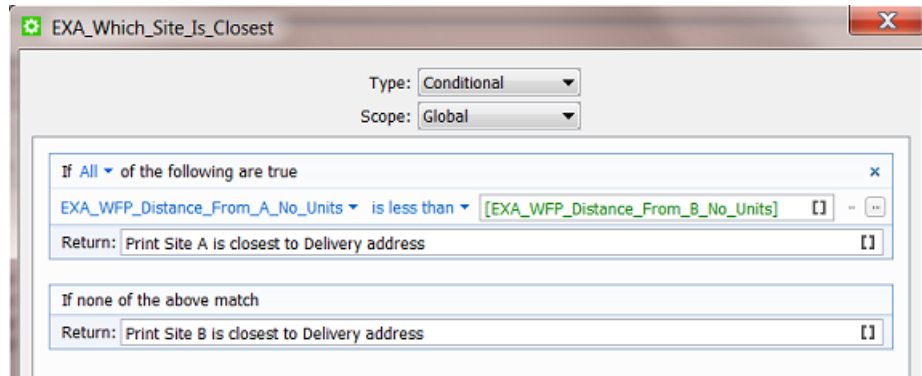 EXA_Which_Site_Is_Closest
Type: Conditional
Scope: Global
If All of the following are true
EXA_WFP_Distance_From_A_No_Units is less than [EXA_WFP_Distance_From_B_No_Units] []
Return: Print Site A is closest to Delivery address []
If none of the above match
Return: Print Site B is closest to Delivery address []